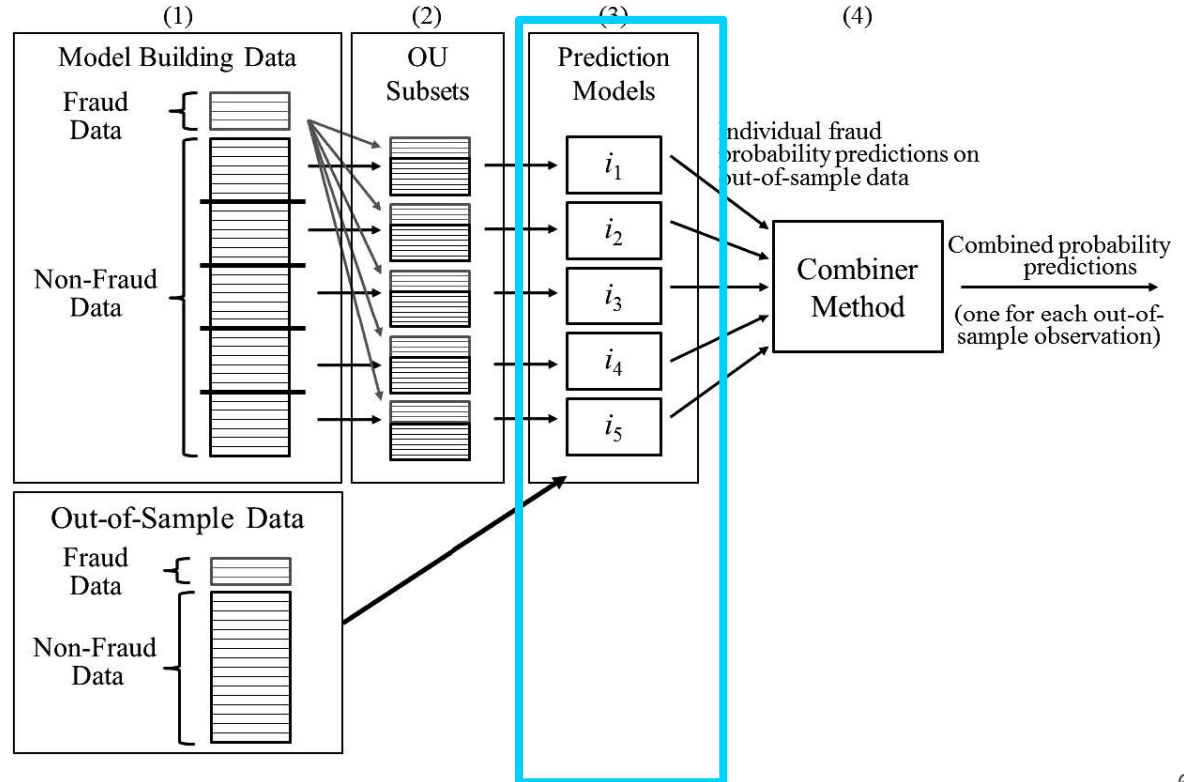 (1)
(2)
(3)
(4)
Model Building Data
Fraud
Data
Non-Fraud
Data
OU
Subsets
Prediction
Models
i1
i2
i3
i4
i5
Individual fraud
probability predictions on
out-of-sample data
Combiner
Method
Combined probability
predictions
(one for each out-of-
sample observation)
Out-of-Sample Data
Fraud
Data
Non-Fraud
Data